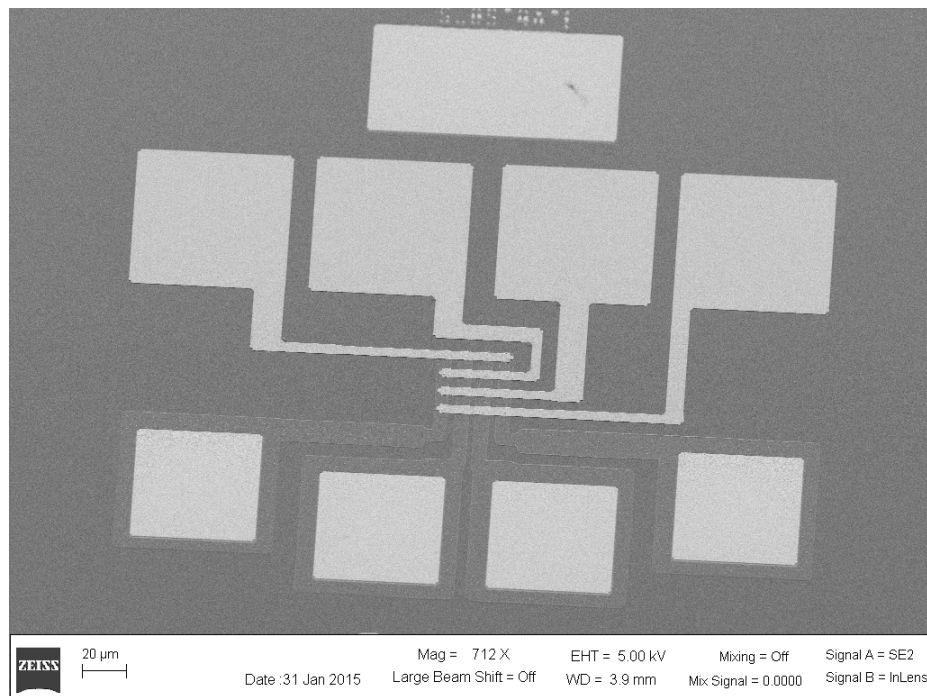 ZEISS
20 µm
Mag = 712 X
EHT = 5.00 kV
Mixing = Off
Signal A = SE2
Date :31 Jan 2015
Large Beam Shift = Off
WD = 3.9 mm
Mix Signal = 0.0000
Signal B = InLens